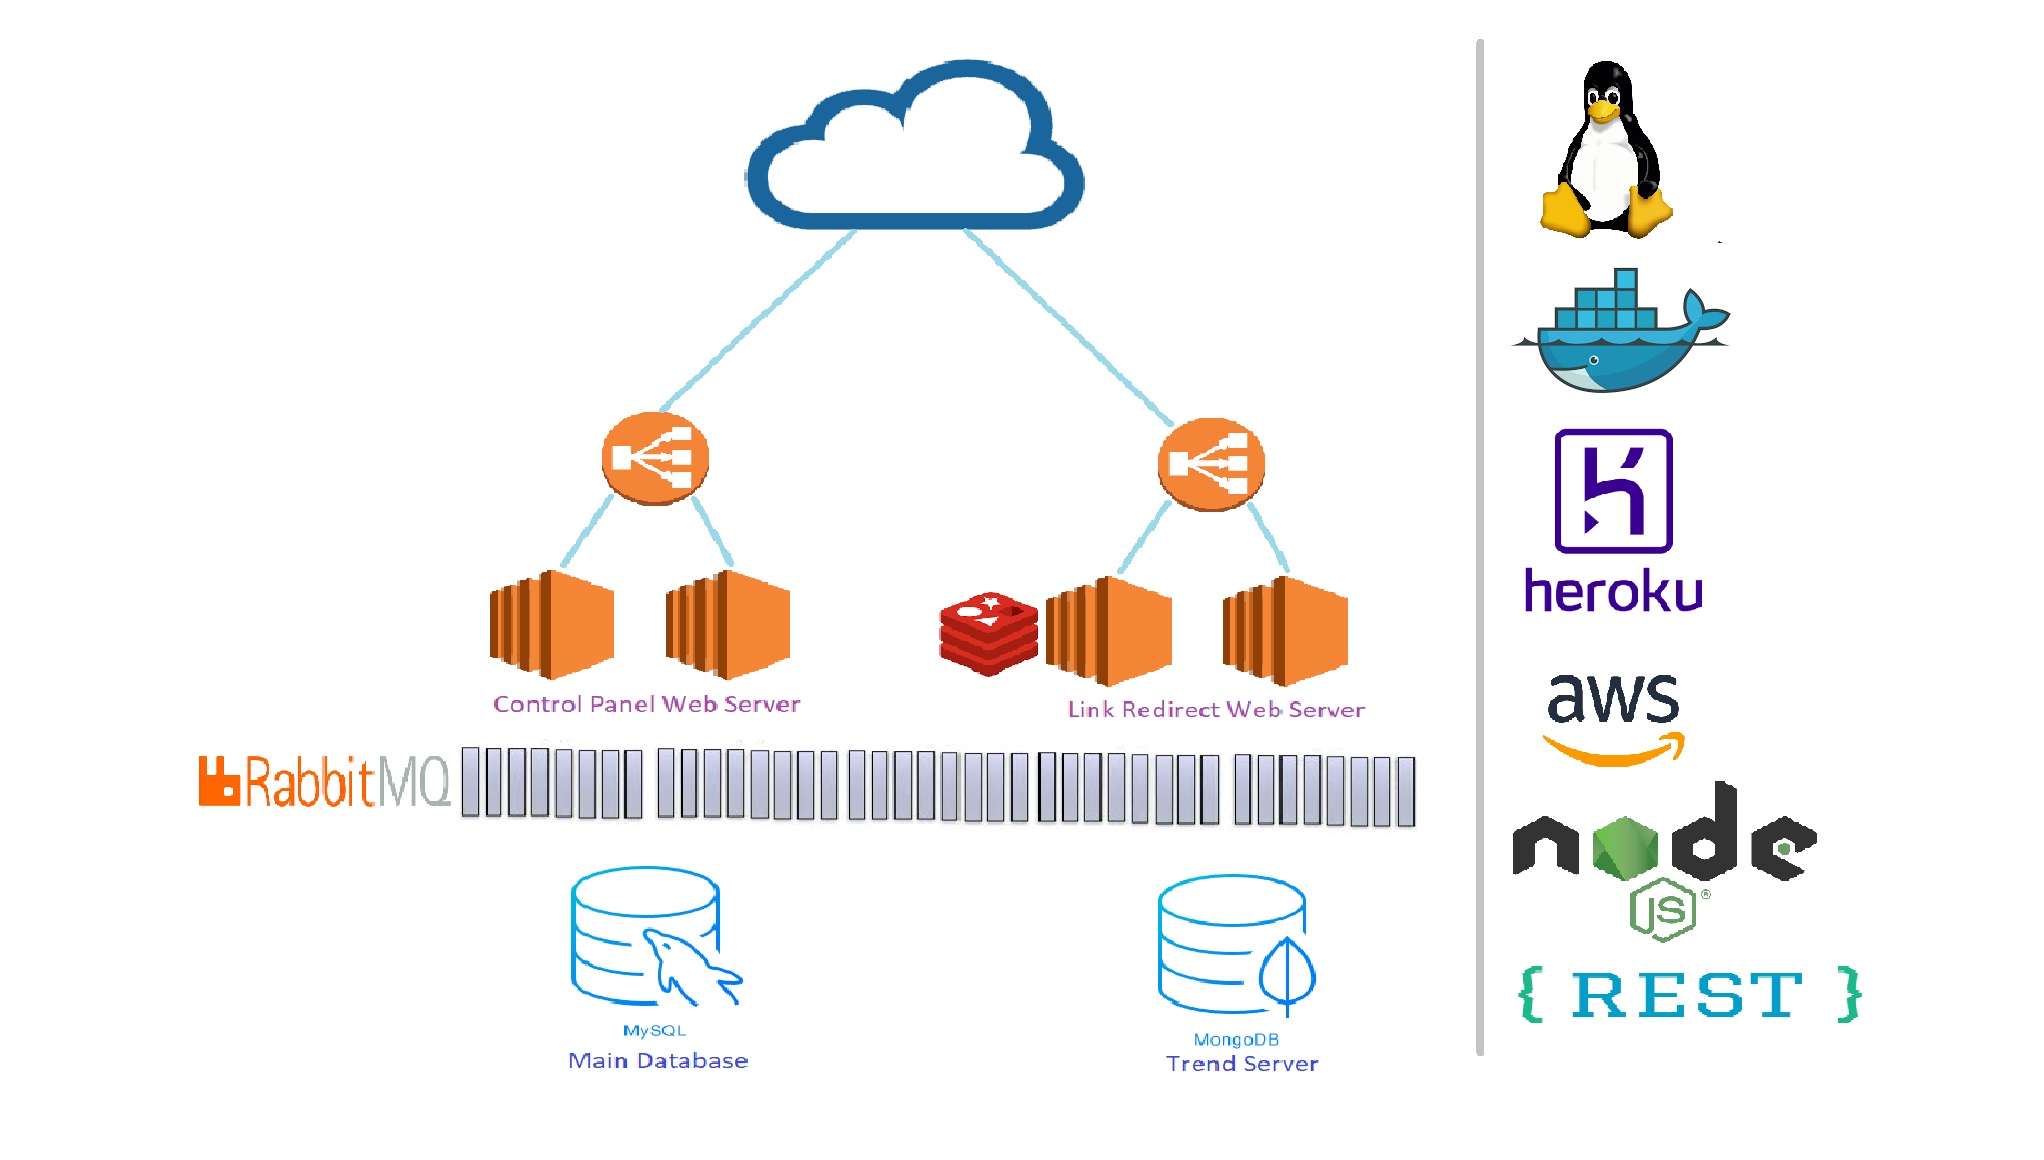 Control Panel Web Server
Link Redirect Web Server
RabbitMQ
MySQL
Main Database
MongoDB
Trend Server
heroku
aws
node
JS®
{ REST }